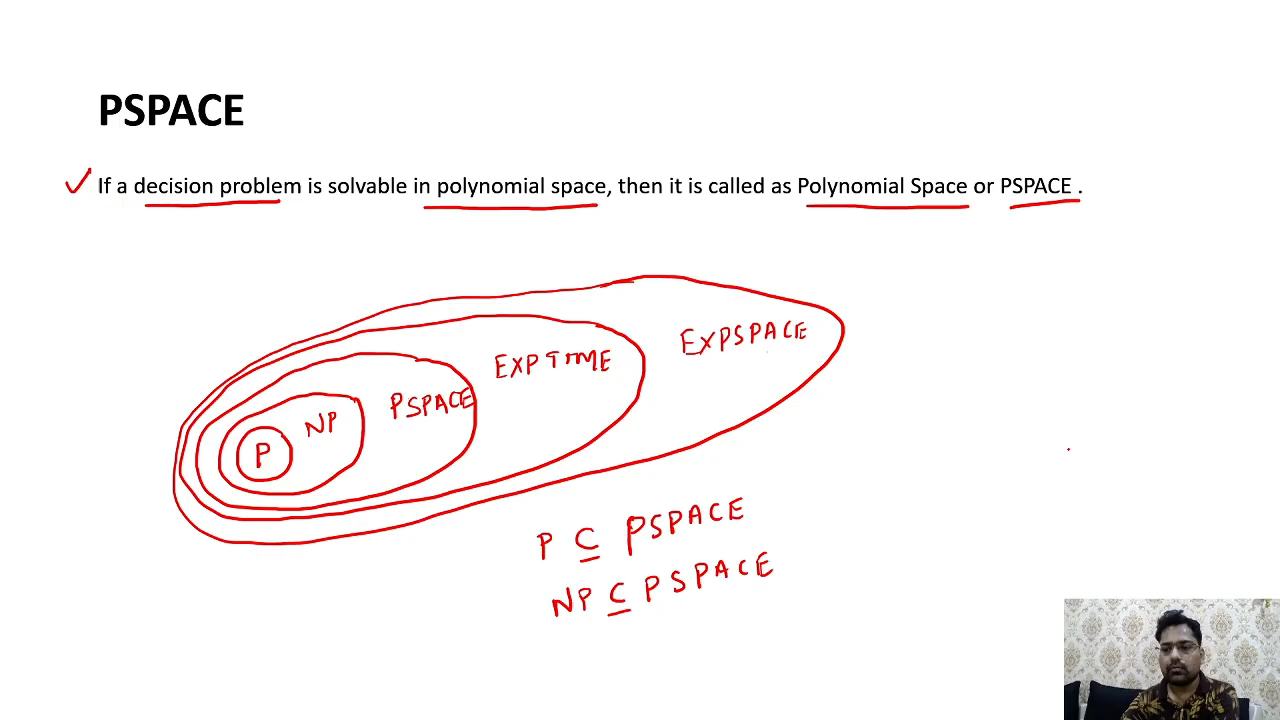 PSPACE
If a decision problem is solvable in polynomial space, then it is called as Polynomial Space or PSPACE .
EXPSPACE
EXPTIME
PSPACE
NP
P
P ⊆ PSPACE
NP ⊆ PSPACE